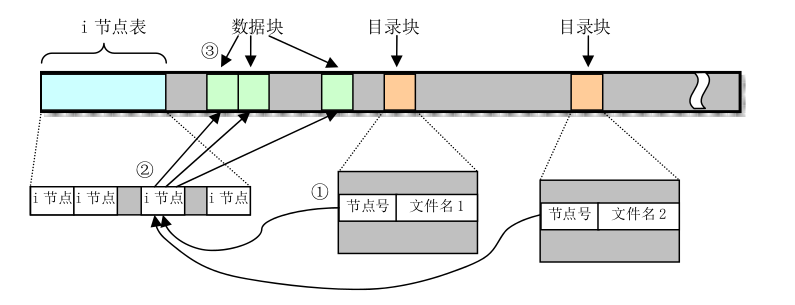 i 节点表
数据块
目录块
目录块
③
②
i 节点
i 节点
i 节点
i 节点
①
节点号
文件名 1
节点号
文件名 2